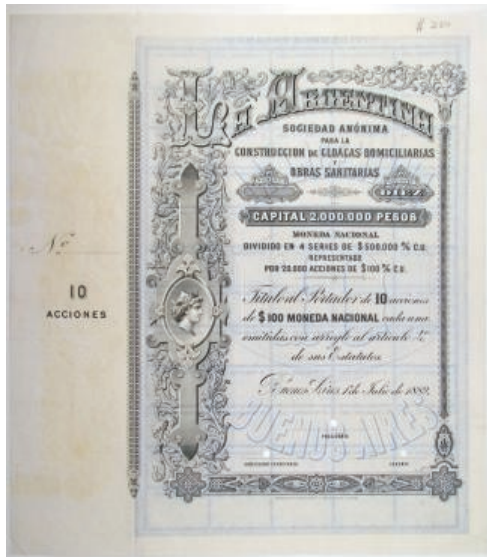 $ 200
LA ARGENTINA
SOCIEDAD ANÓNIMA
PARA LA
CONSTRUCCION DE CLOACAS DOMICILIARIAS
Y
OBRAS SANITARIAS
DIEZ
CAPITAL 2.000.000 PESOS
MONEDA NACIONAL
DIVIDIDO EN 4 SERIES DE $ 500.000 % C.U.
REPRESENTADO
POR 20.000 ACCIONES DE $ 100 % C.U.
Nº
10
ACCIONES
Titulo al Portador de 10 acciones
de $ 100 MONEDA NACIONAL cada una
emitidas con arreglo al artículo
de sus Estatutos
Buenos Aires 1º de Julio de 1889.
BUENOS AIRES
PRESIDENTE